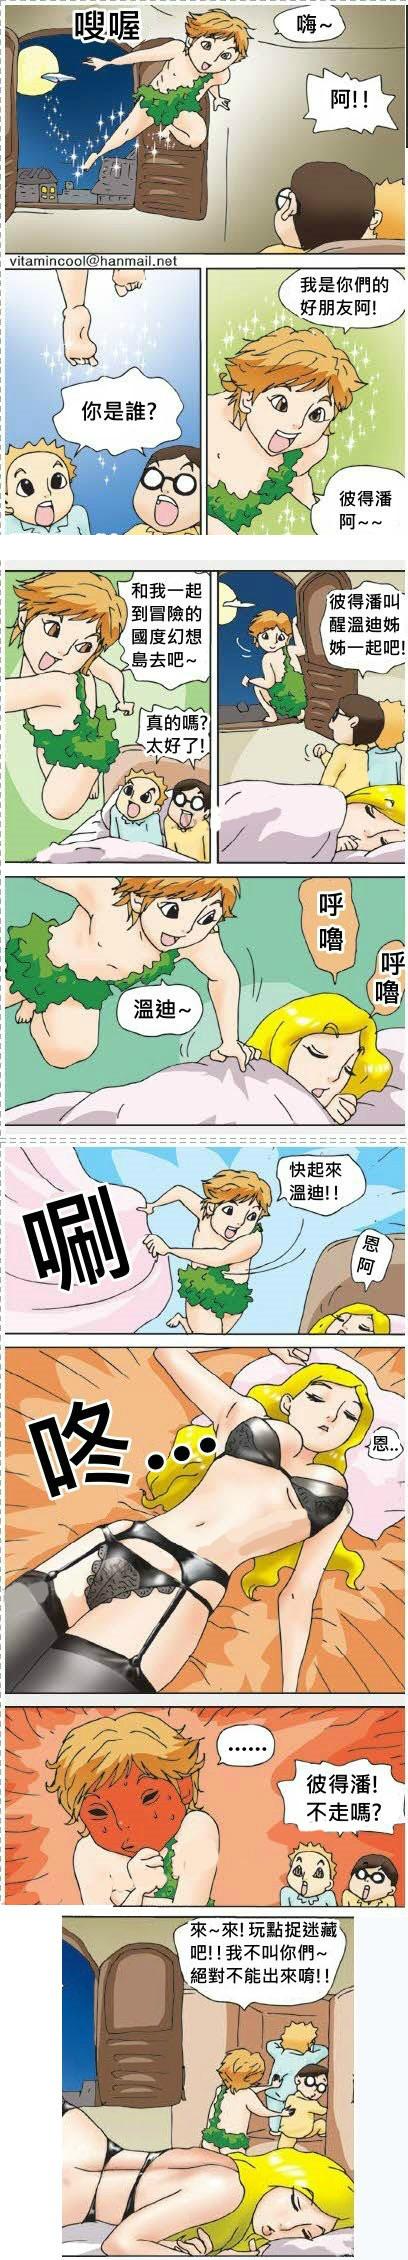 嗖喔
嗨~
阿!!
vitamincool@hanmail.net
你是誰?
我是你們的
好朋友阿!
彼得潘
阿~~
和我一起
到冒險的
國度幻想
島去吧~
真的嗎?
太好了!
彼得潘叫
醒溫迪姊
姊一起吧!
溫迪~
呼
嚕
呼
嚕
唰
快起來
溫迪!!
恩
阿
咚...
恩..
......
彼得潘!
不走嗎?
來~來!玩點捉迷藏
吧!!我不叫你們~
絕對不能出來唷!!